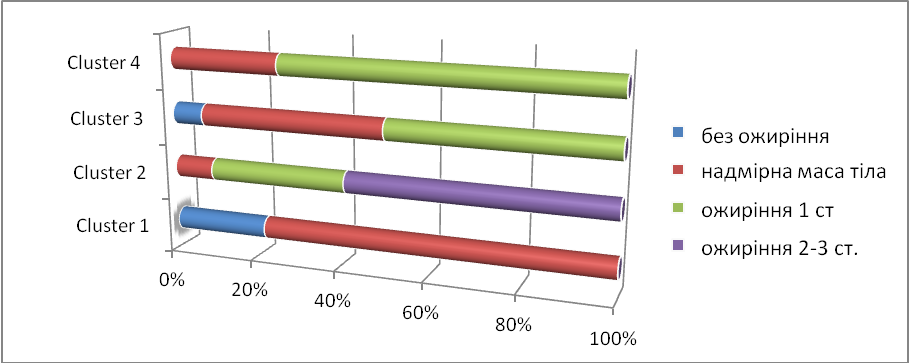 Cluster 4
Cluster 3
Cluster 2
Cluster 1
0%
20%
40%
60%
80%
100%
без ожиріння
надмірна маса тіла
ожиріння 1 ст
ожиріння 2-3 ст.